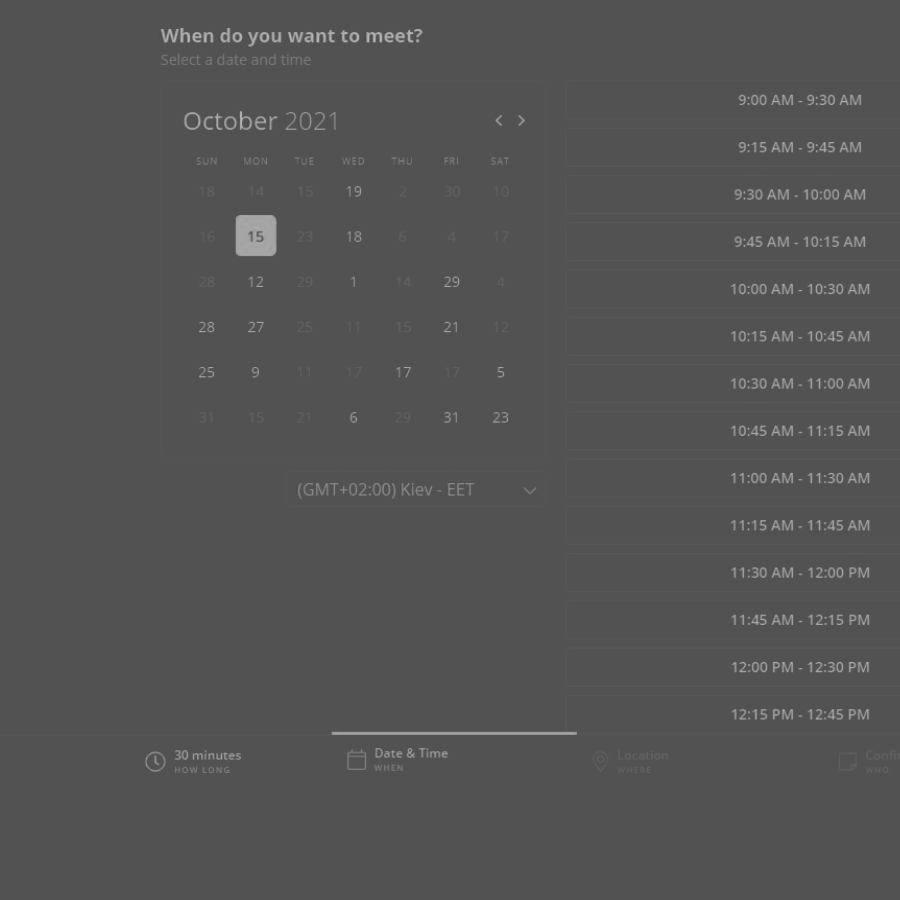 When do you want to meet?
Select a date and time
October 2021
SUN MON TUE WED THU FRI SAT
18 14 15 19 2 30 10
16 15 23 18 6 4 17
28 12 29 1 14 29 4
28 27 25 11 15 21 12
25 9 11 17 17 17 5
31 15 21 6 29 31 23
(GMT+02:00) Kiev - EET
9:00 AM - 9:30 AM
9:15 AM - 9:45 AM
9:30 AM - 10:00 AM
9:45 AM - 10:15 AM
10:00 AM - 10:30 AM
10:15 AM - 10:45 AM
10:30 AM - 11:00 AM
10:45 AM - 11:15 AM
11:00 AM - 11:30 AM
11:15 AM - 11:45 AM
11:30 AM - 12:00 PM
11:45 AM - 12:15 PM
12:00 PM - 12:30 PM
12:15 PM - 12:45 PM
30 minutes
HOW LONG
Date & Time
WHEN
Location
WHERE
WHO